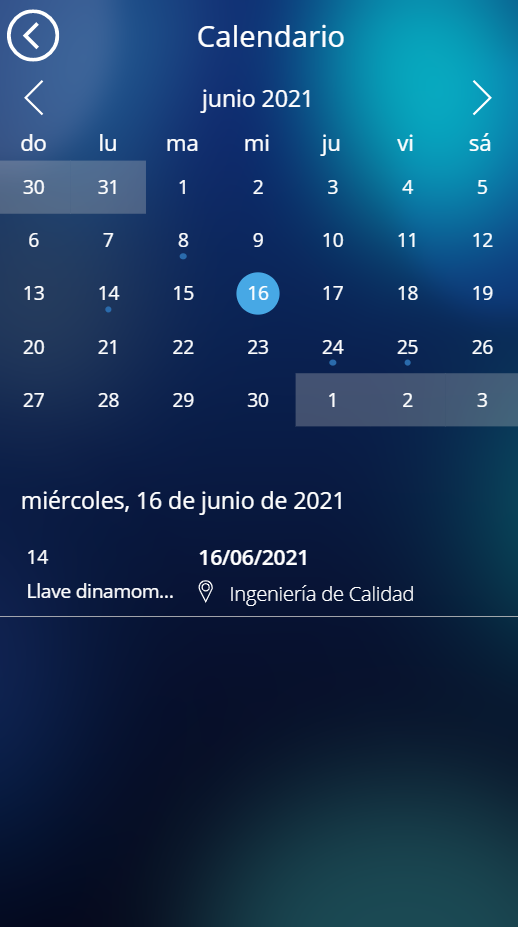 Calendario
junio 2021
do lu ma mi ju vi sá
30 31 1 2 3 4 5
6 7 8 9 10 11 12
13 14 15 16 17 18 19
20 21 22 23 24 25 26
27 28 29 30 1 2 3
miércoles, 16 de junio de 2021
14 16/06/2021
Llave dinamom... Ingeniería de Calidad